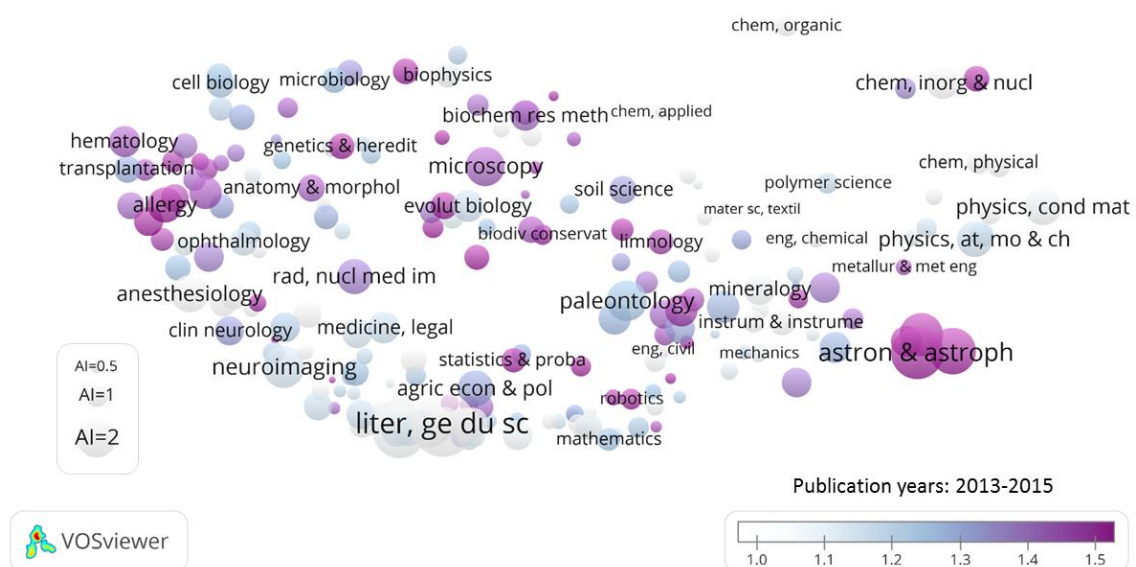 chem, organic
cell biology
microbiology
biophysics
chem, inorg & nucl
biochem res meth
chem, applied
hematology
genetics & heredit
transplantation
microscopy
chem, physical
anatomy & morphol
soil science
polymer science
allergy
evolut biology
mater sc, textil
physics, cond mat
ophthalmology
biodiv conservat
limnology
eng, chemical
physics, at, mo & ch
rad, nucl med im
metallur & met eng
anesthesiology
paleontology
mineralogy
clin neurology
medicine, legal
instrum & instrume
neuroimaging
statistics & proba
eng, civil
mechanics
astron & astroph
AI=0.5
AI=1
AI=2
agric econ & pol
robotics
liter, ge du sc
mathematics
Publication years: 2013-2015
VOSviewer
1.0 1.1 1.2 1.3 1.4 1.5